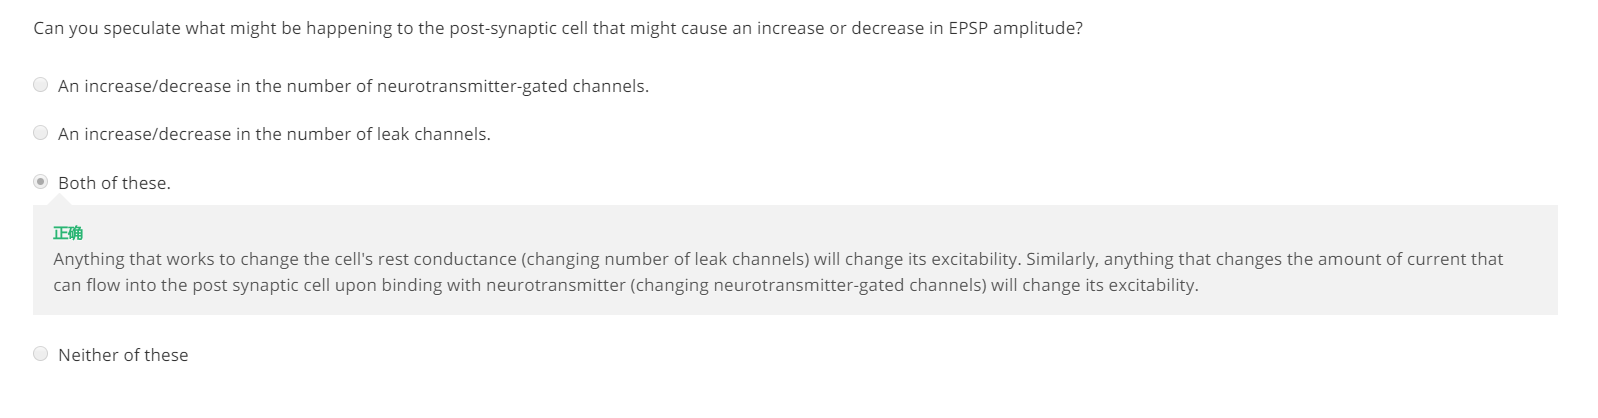 Can you speculate what might be happening to the post-synaptic cell that might cause an increase or decrease in EPSP amplitude?
An increase/decrease in the number of neurotransmitter-gated channels.
An increase/decrease in the number of leak channels.
Both of these.
正确
Anything that works to change the cell's rest conductance (changing number of leak channels) will change its excitability. Similarly, anything that changes the amount of current that
can flow into the post synaptic cell upon binding with neurotransmitter (changing neurotransmitter-gated channels) will change its excitability.
Neither of these